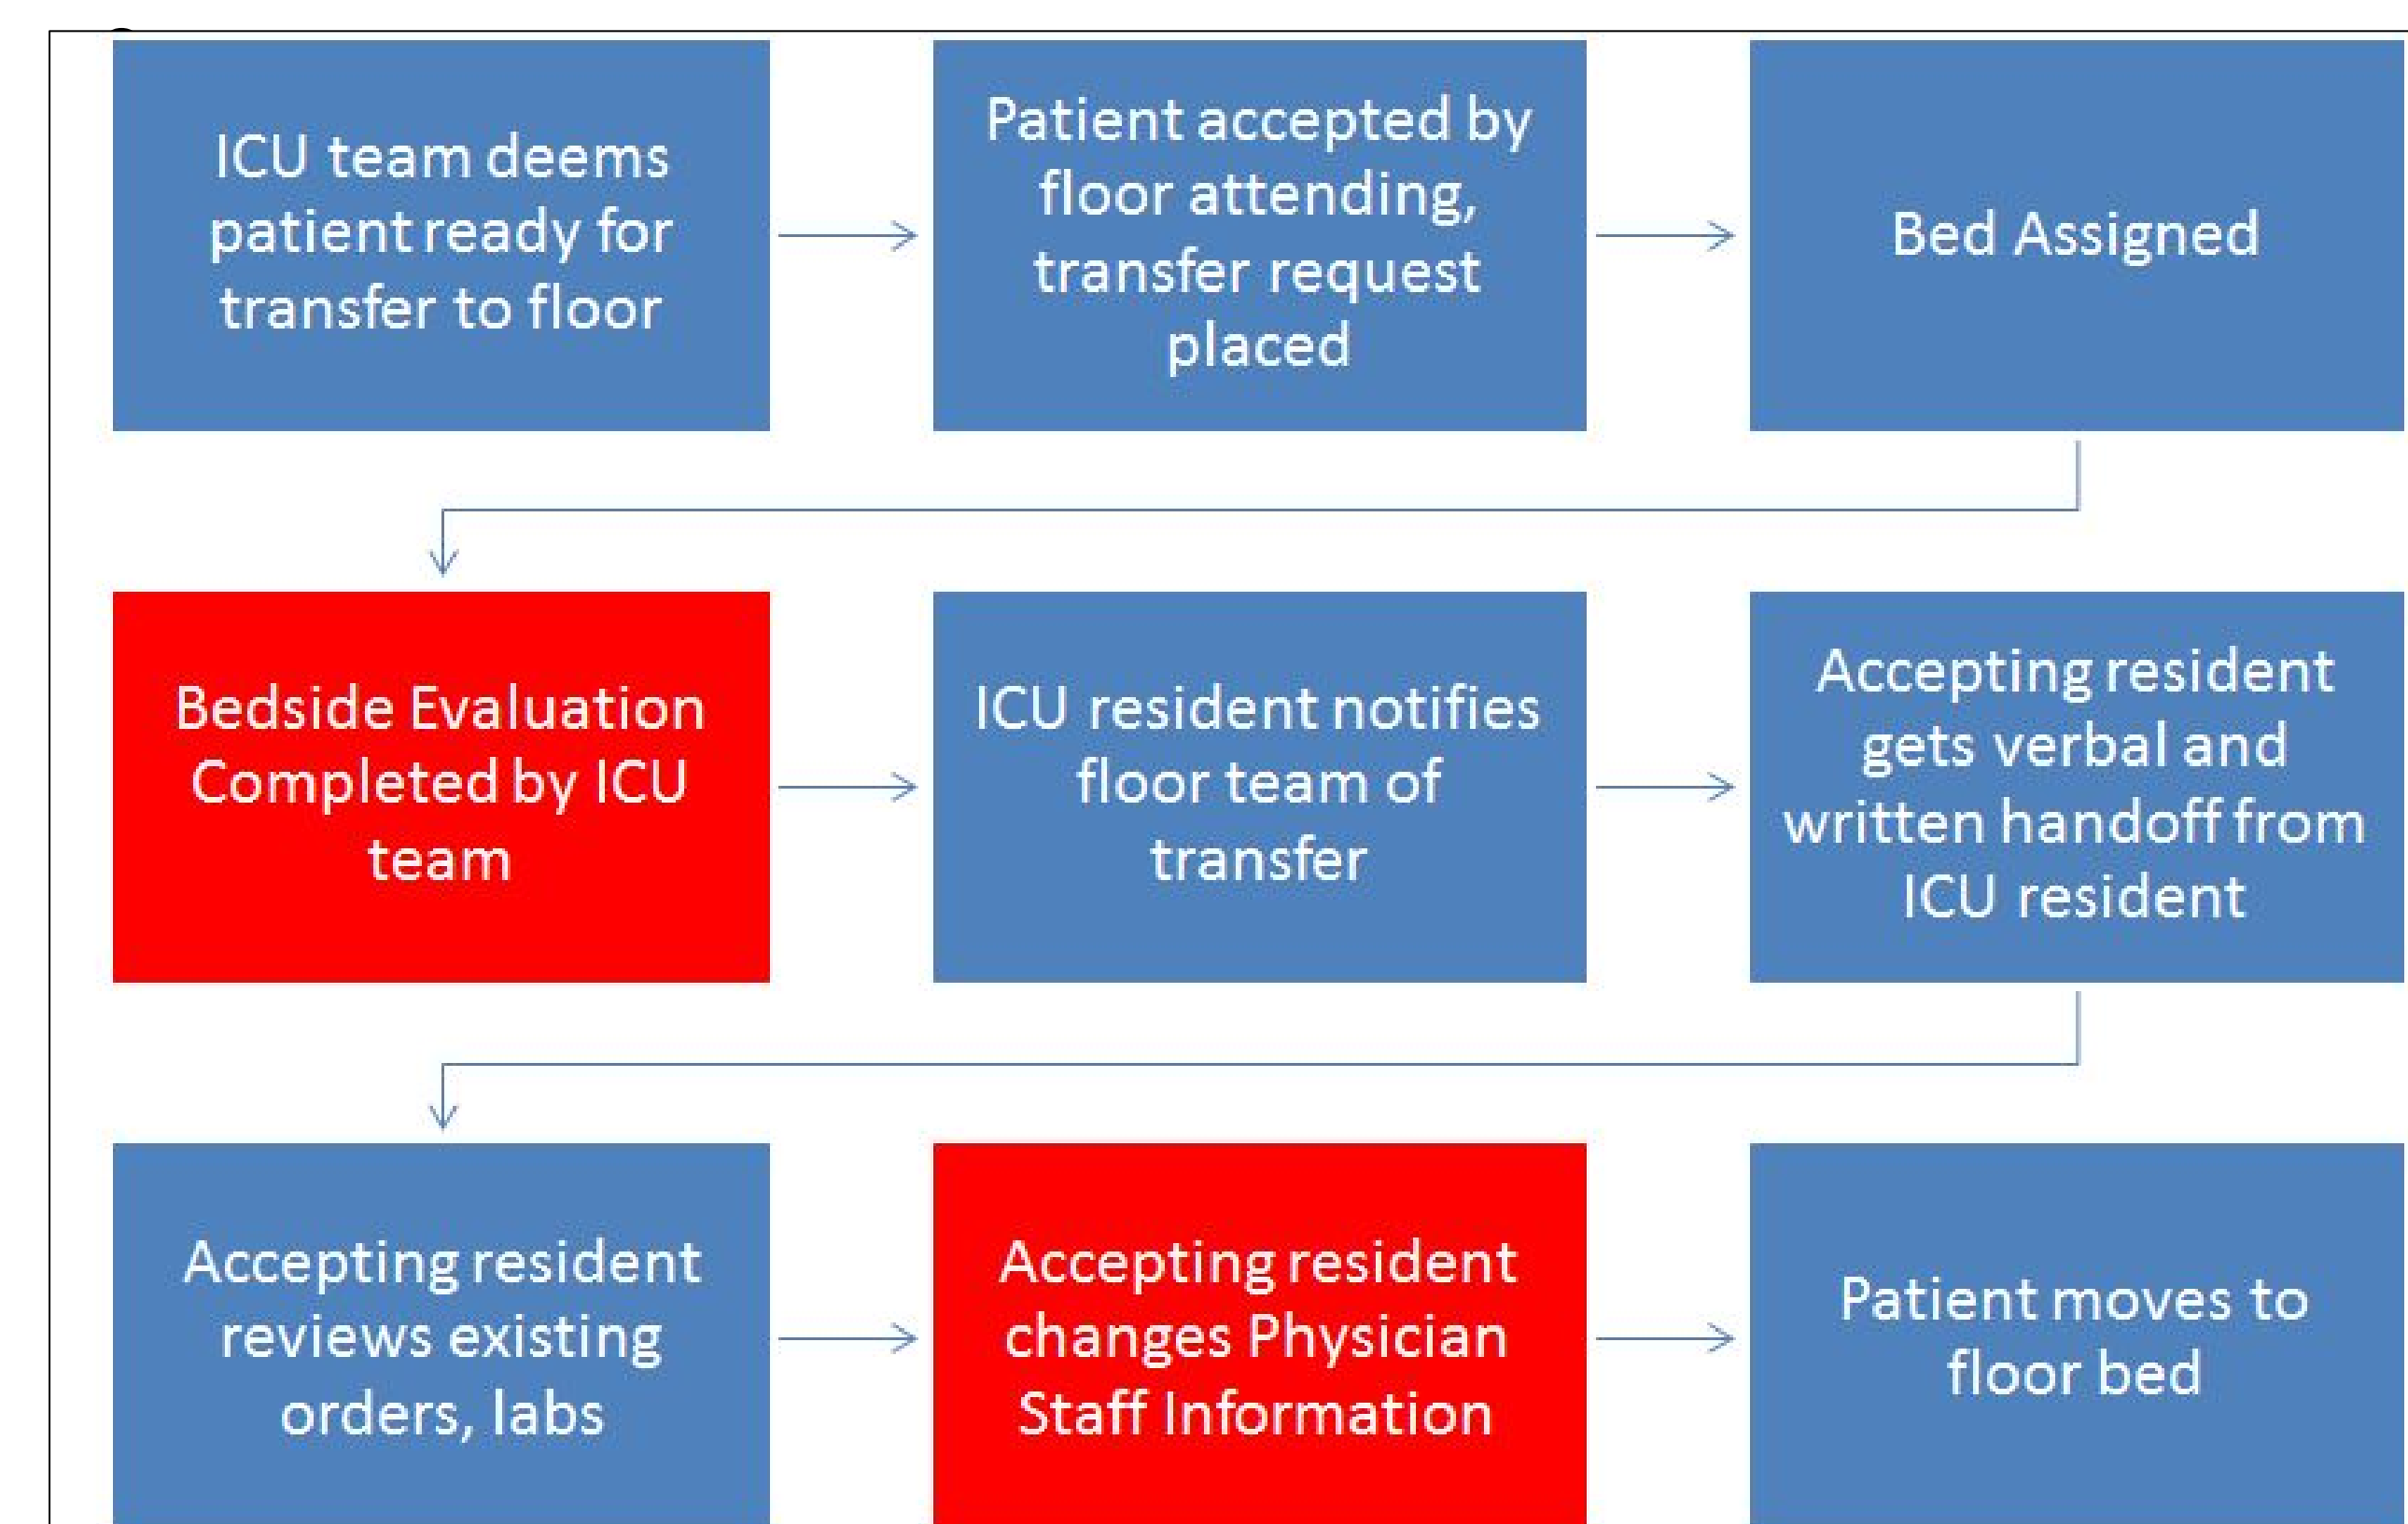 ICU team deems
patient ready for
transfer to floor
Patient accepted by
floor attending,
transfer request
placed
Bed Assigned
Bedside Evaluation
Completed by ICU
team
ICU resident notifies
floor team of
transfer
Accepting resident
gets verbal and
written handoff from
ICU resident
Accepting resident
reviews existing
orders, labs
Accepting resident
changes Physician
Staff Information
Patient moves to
floor bed